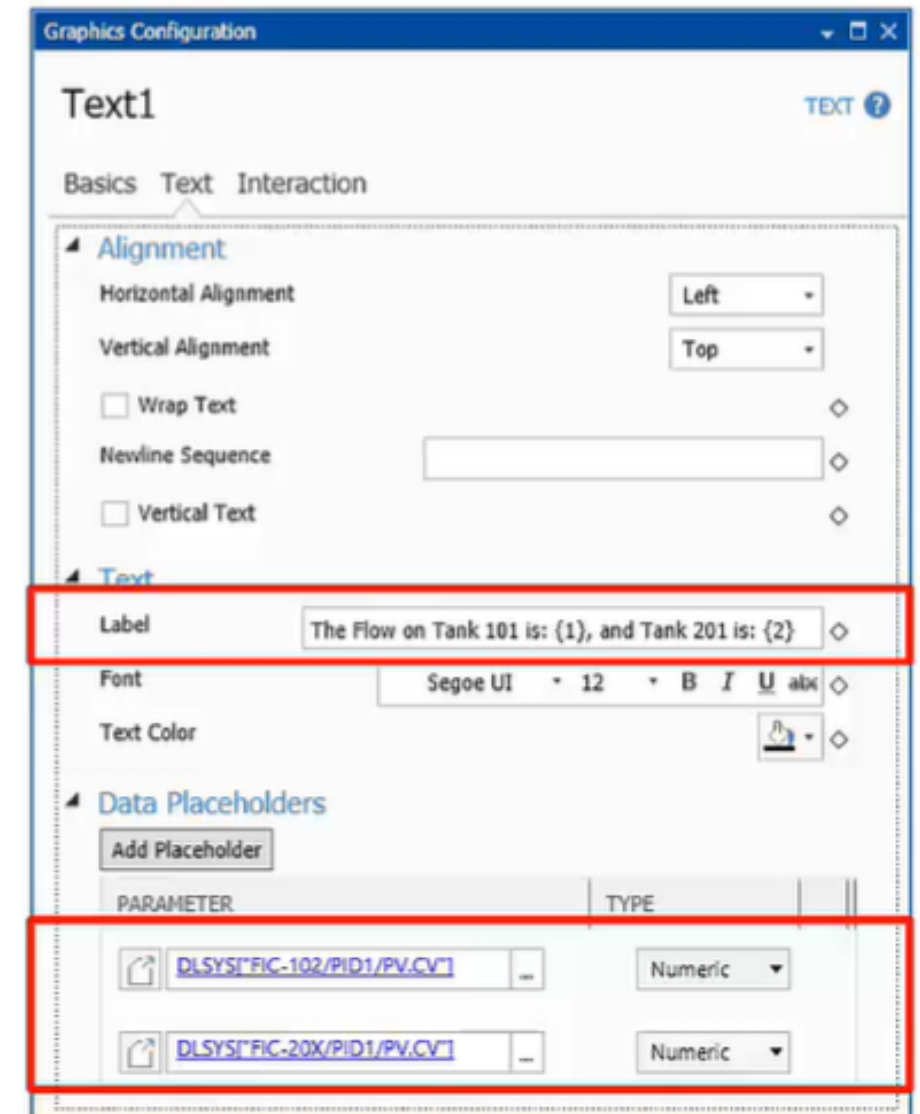 Graphics Configuration
Text1
TEXT ?
Basics Text Interaction
Alignment
Horizontal Alignment Left
Vertical Alignment Top
Wrap Text
Newline Sequence
Vertical Text
Text
Label The Flow on Tank 101 is: {1}, and Tank 201 is: {2}
Font Segoe UI 12 B I U abc
Text Color
Data Placeholders
Add Placeholder
PARAMETER TYPE
DLSYS["FIC-102/PID1/PV.CV"] ... Numeric
DLSYS["FIC-20X/PID1/PV.CV"] ... Numeric